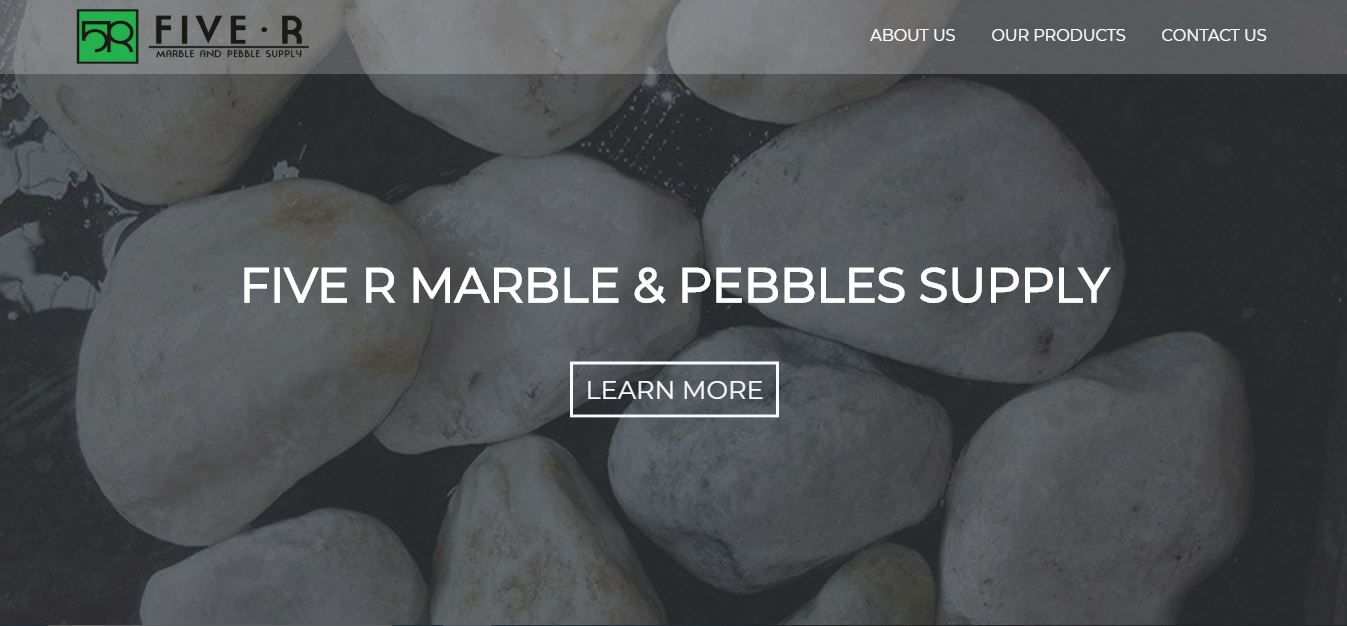 5R
FIVE · R
MARBLE AND PEBBLE SUPPLY
ABOUT US
OUR PRODUCTS
CONTACT US
FIVE R MARBLE & PEBBLES SUPPLY
LEARN MORE